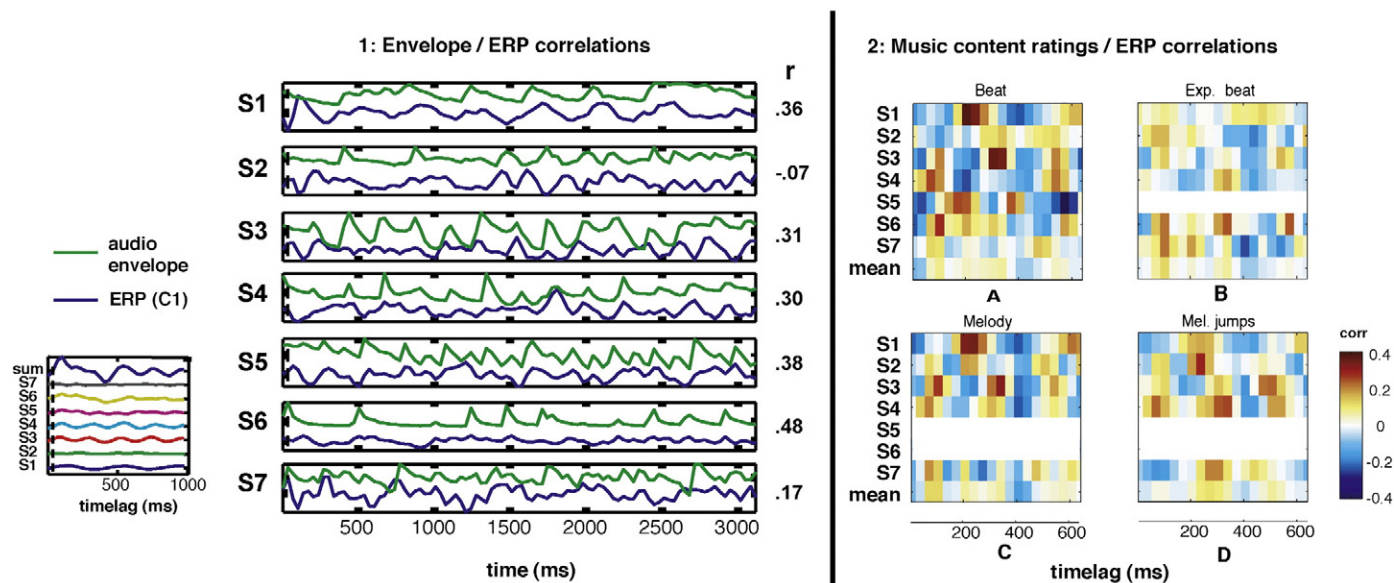 1: Envelope / ERP correlations
r
S1
.36
S2
-.07
S3
.31
S4
.30
S5
.38
S6
.48
S7
.17
500 1000 1500 2000 2500 3000
time (ms)
audio
envelope
ERP (C1)
sum
S7
S6
S5
S4
S3
S2
S1
500 1000
timelag (ms)
2: Music content ratings / ERP correlations
Beat
S1
S2
S3
S4
S5
S6
S7
mean
A
Exp. beat
B
Melody
S1
S2
S3
S4
S5
S6
S7
mean
200 400 600
C
Mel. jumps
200 400 600
D
timelag (ms)
corr
0.4
0.2
0
-0.2
-0.4